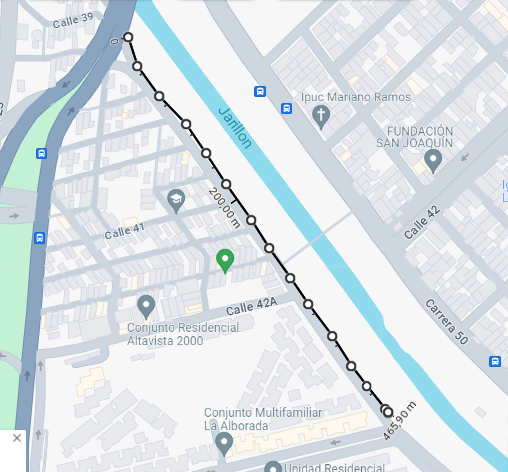 Calle 39
0
Ipuc Mariano Ramos
Jarillon
FUNDACIÓN
SAN JOAQUÍN
200,00 m
Calle 41
Calle 42
Calle 42A
Carrera 50
Conjunto Residencial
Altavista 2000
Conjunto Multifamiliar
La Alborada
465,90 m
Unidad Residencial